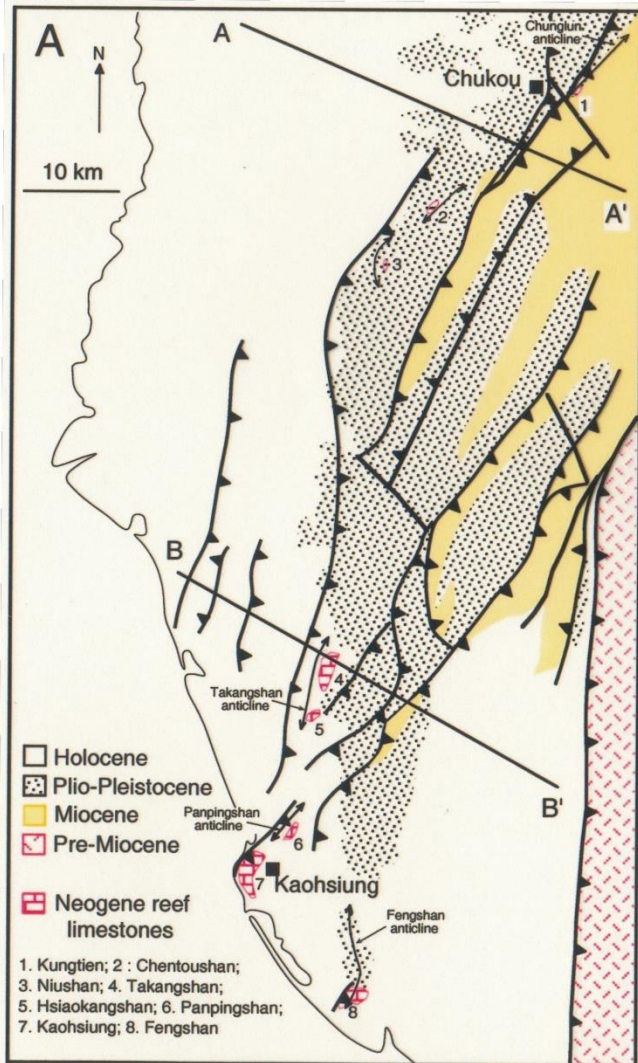 A
N
10 km
A
Chunglun
anticline
Chukou
1
A'
2
3
B
Takangshan
anticline
4
5
B'
Panpingshan
anticline
6
7
Kaohsiung
Fengshan
anticline
8
Holocene
Plio-Pleistocene
Miocene
Pre-Miocene
Neogene reef
limestones
1. Kungtien; 2 : Chentoushan;
3. Niushan; 4. Takangshan;
5. Hsiaokangshan; 6. Panpingshan;
7. Kaohsiung; 8. Fengshan